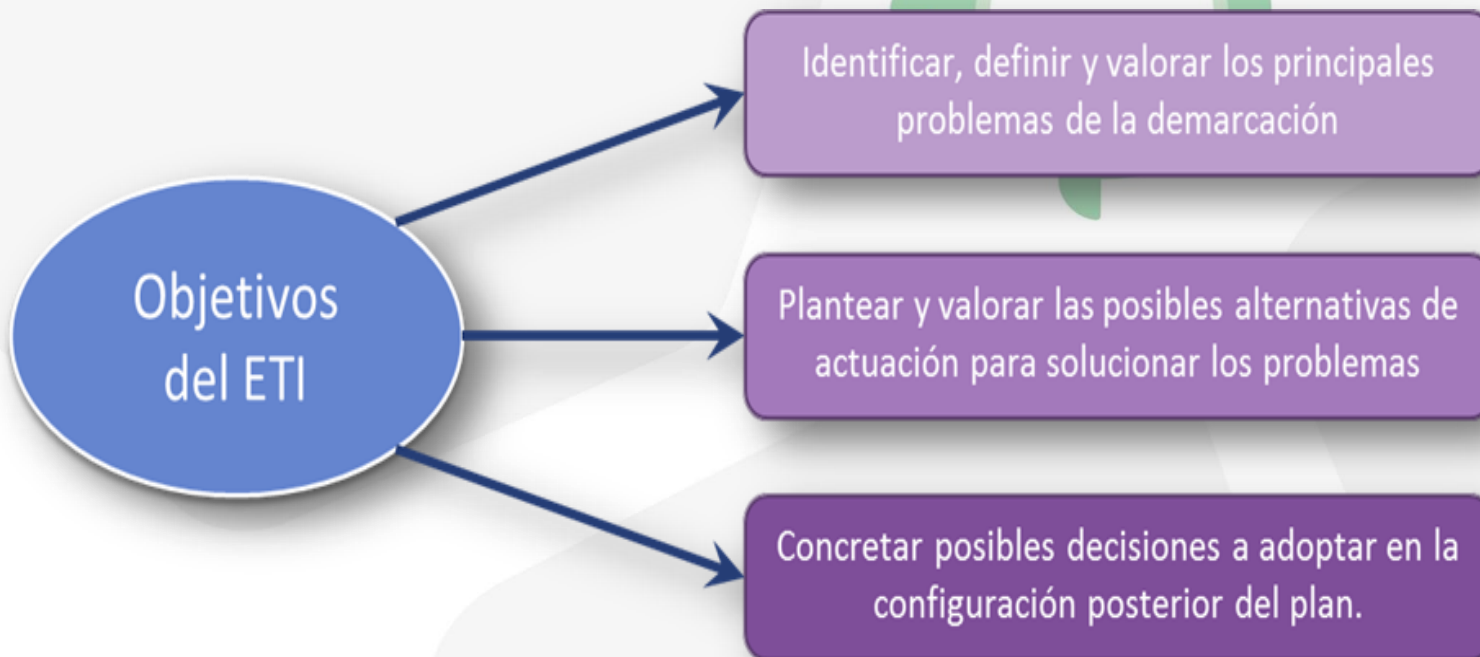 Objetivos
del ETI
Identificar, definir y valorar los principales
problemas de la demarcación
Plantear y valorar las posibles alternativas de
actuación para solucionar los problemas
Concretar posibles decisiones a adoptar en la
configuración posterior del plan.